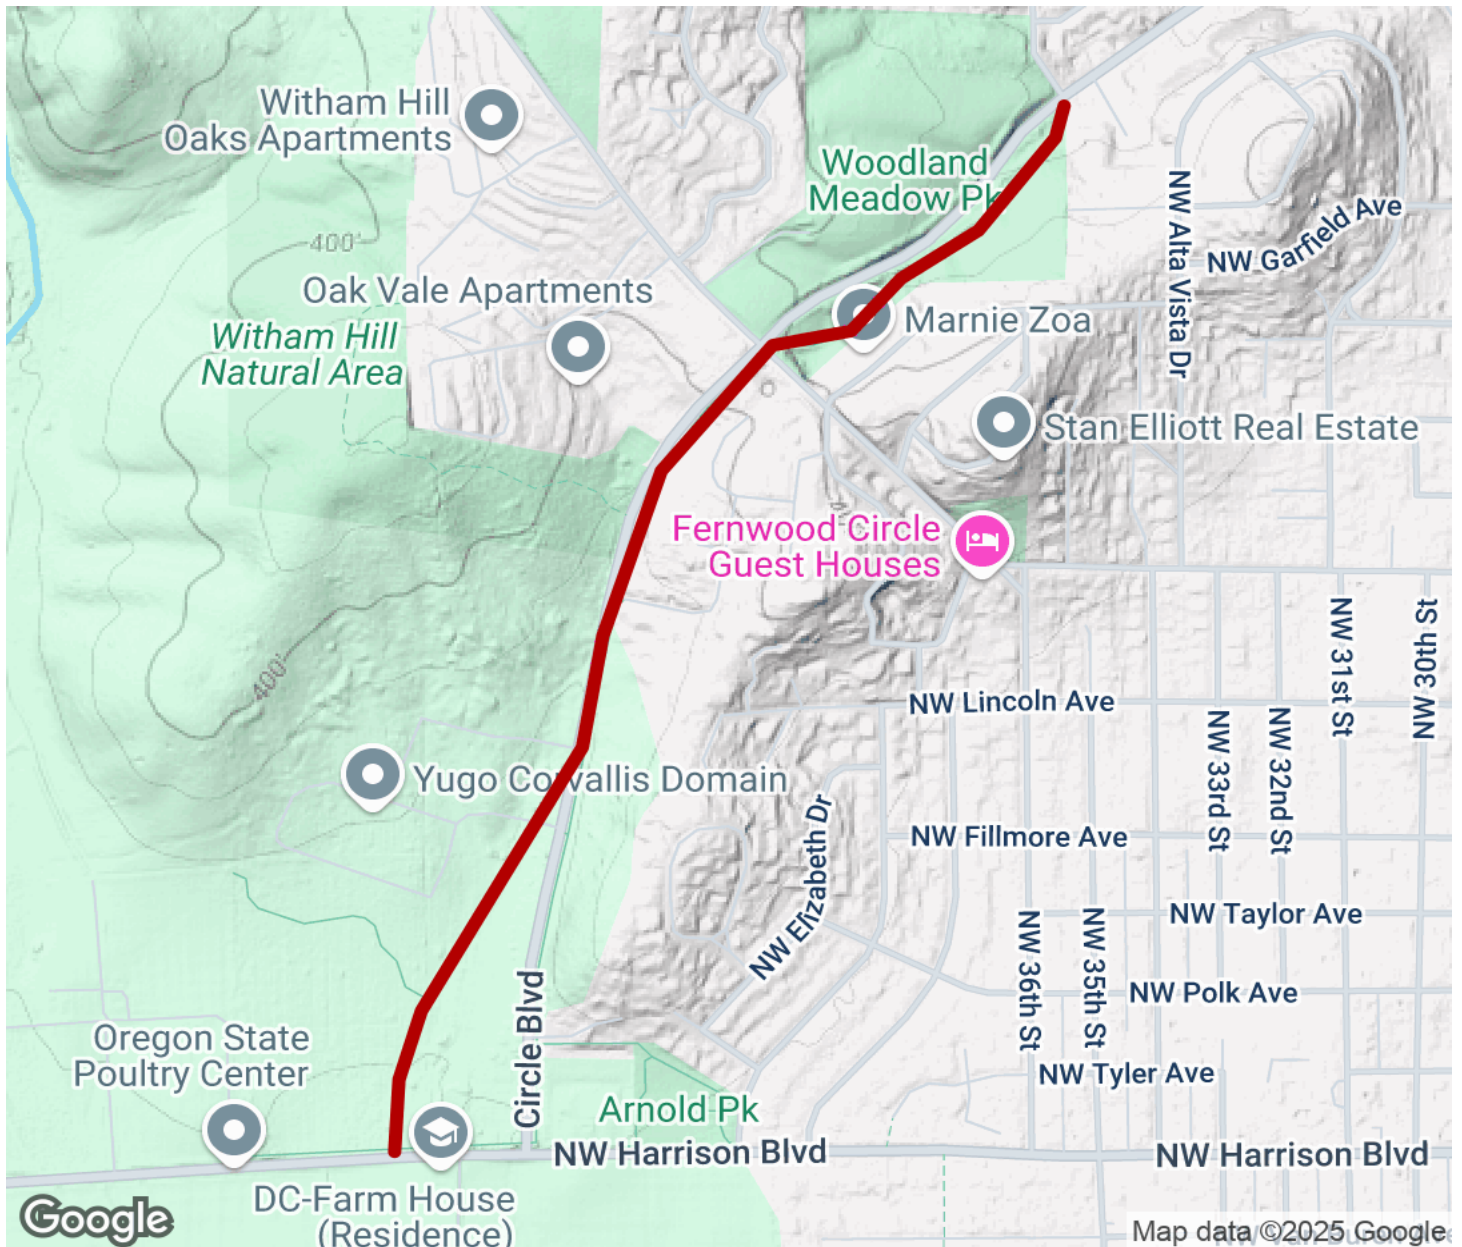 Witham Hill
Oaks Apartments
Woodland
Meadow Pk
400'
NW Alta Vista Dr
NW Garfield Ave
Oak Vale Apartments
Marnie Zoa
Witham Hill
Natural Area
Stan Elliott Real Estate
Fernwood Circle
Guest Houses
400'
NW 31st St
NW 30th St
NW Lincoln Ave
NW 33rd St
NW 32nd St
Yugo Corvallis Domain
NW Elizabeth Dr
NW Fillmore Ave
NW Taylor Ave
NW 36th St
NW 35th St
NW Polk Ave
Circle Blvd
Oregon State
Poultry Center
NW Tyler Ave
Arnold Pk
NW Harrison Blvd
NW Harrison Blvd
DC-Farm House
(Residence)
Google
Map data ©2025 Google